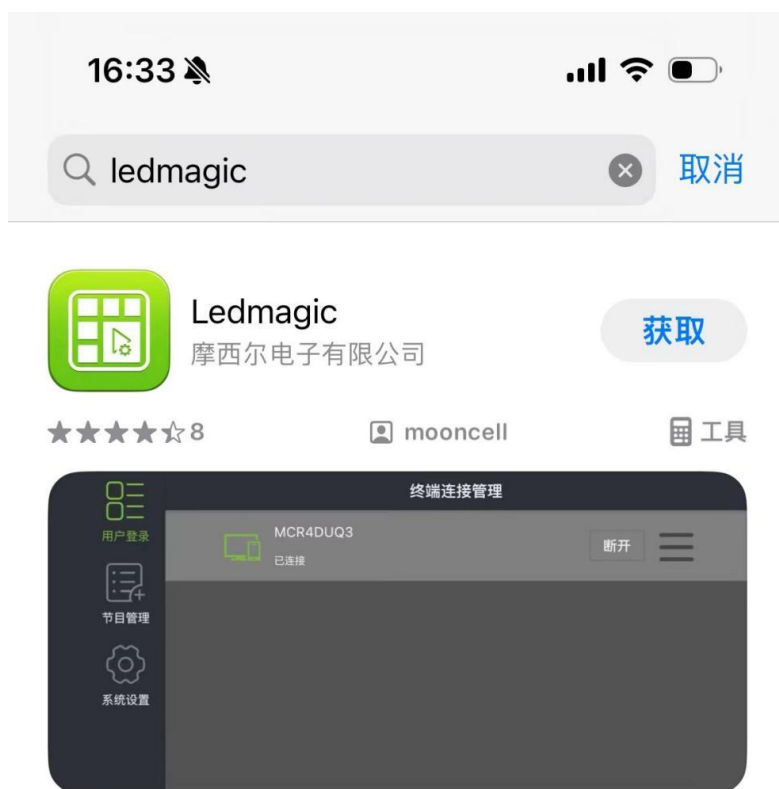 16:33
ledmagic
取消
Ledmagic
摩西尔电子有限公司
获取
8
mooncell
工具
用户登录
终端连接管理
MCR4DUQ3
已连接
断开
节目管理
系统设置